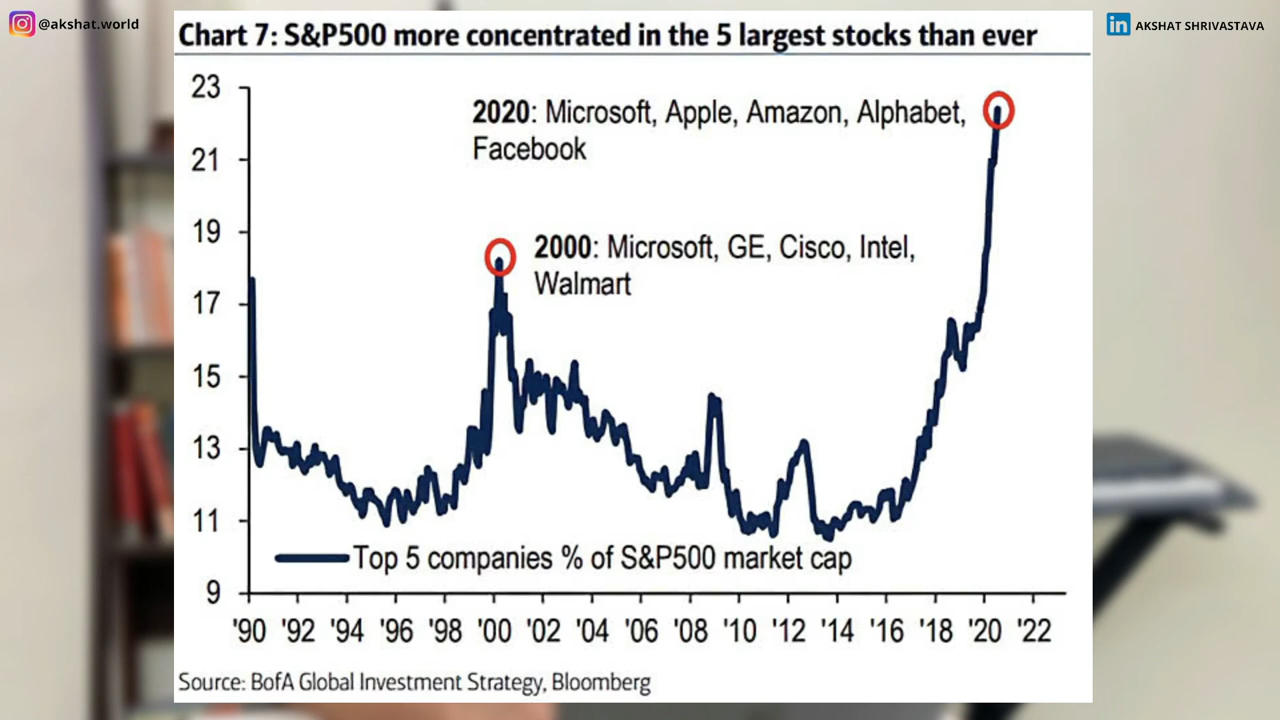 @akshat.world
AKSHAT SHRIVASTAVA
Chart 7: S&P500 more concentrated in the 5 largest stocks than ever
23
21
19
17
15
13
11
9
2020: Microsoft, Apple, Amazon, Alphabet,
Facebook
2000: Microsoft, GE, Cisco, Intel,
Walmart
Top 5 companies % of S&P500 market cap
'90 '92 '94 '96 '98 '00 '02 '04 '06 '08 '10 '12 '14 '16 '18 '20 '22
Source: BofA Global Investment Strategy, Bloomberg